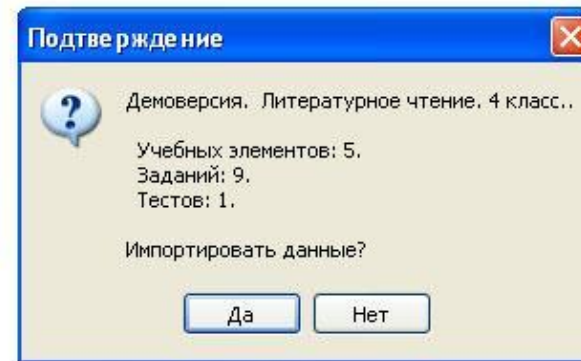 Подтверждение
Демоверсия. Литературное чтение. 4 класс..
Учебных элементов: 5.
Заданий: 9.
Тестов: 1.
Импортировать данные?
Да
Нет